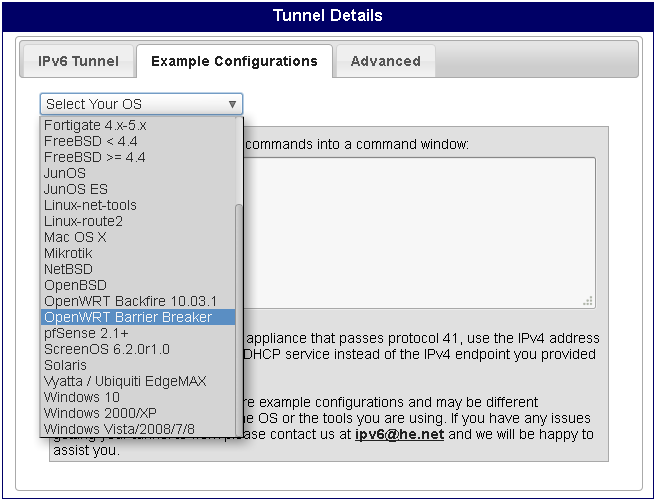 Tunnel Details
IPv6 Tunnel
Example Configurations
Advanced
Select Your OS
Fortigate 4.x-5.x
FreeBSD < 4.4
FreeBSD >= 4.4
JunOS
JunOS ES
Linux-net-tools
Linux-route2
Mac OS X
Mikrotik
NetBSD
OpenBSD
OpenWRT Backfire 10.03.1
OpenWRT Barrier Breaker
pfSense 2.1+
ScreenOS 6.2.0r1.0
Solaris
Vyatta / Ubiquiti EdgeMAX
Windows 10
Windows 2000/XP
Windows Vista/2008/7/8
commands into a command window:
appliance that passes protocol 41, use the IPv4 address
DHCP service instead of the IPv4 endpoint you provided
re example configurations and may be different
he OS or the tools you are using. If you have any issues
please contact us at ipv6@he.net and we will be happy to
assist you.